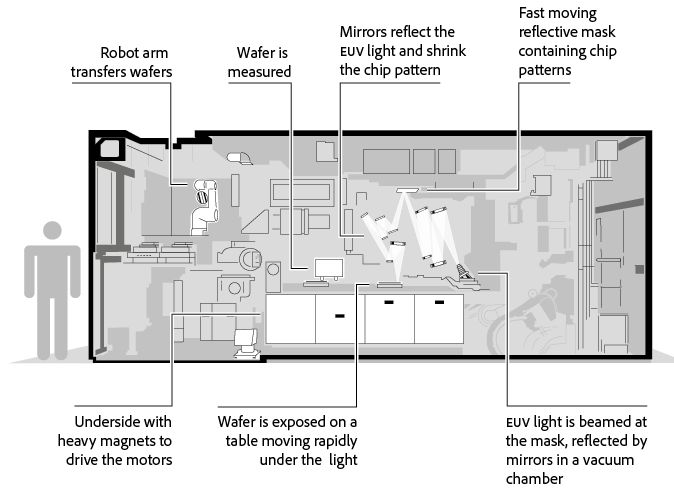 Robot arm
transfers wafers
Wafer is
measured
Mirrors reflect the
EUV light and shrink
the chip pattern
Fast moving
reflective mask
containing chip
patterns
Underside with
heavy magnets to
drive the motors
Wafer is exposed on a
table moving rapidly
under the light
EUV light is beamed at
the mask, reflected by
mirrors in a vacuum
chamber